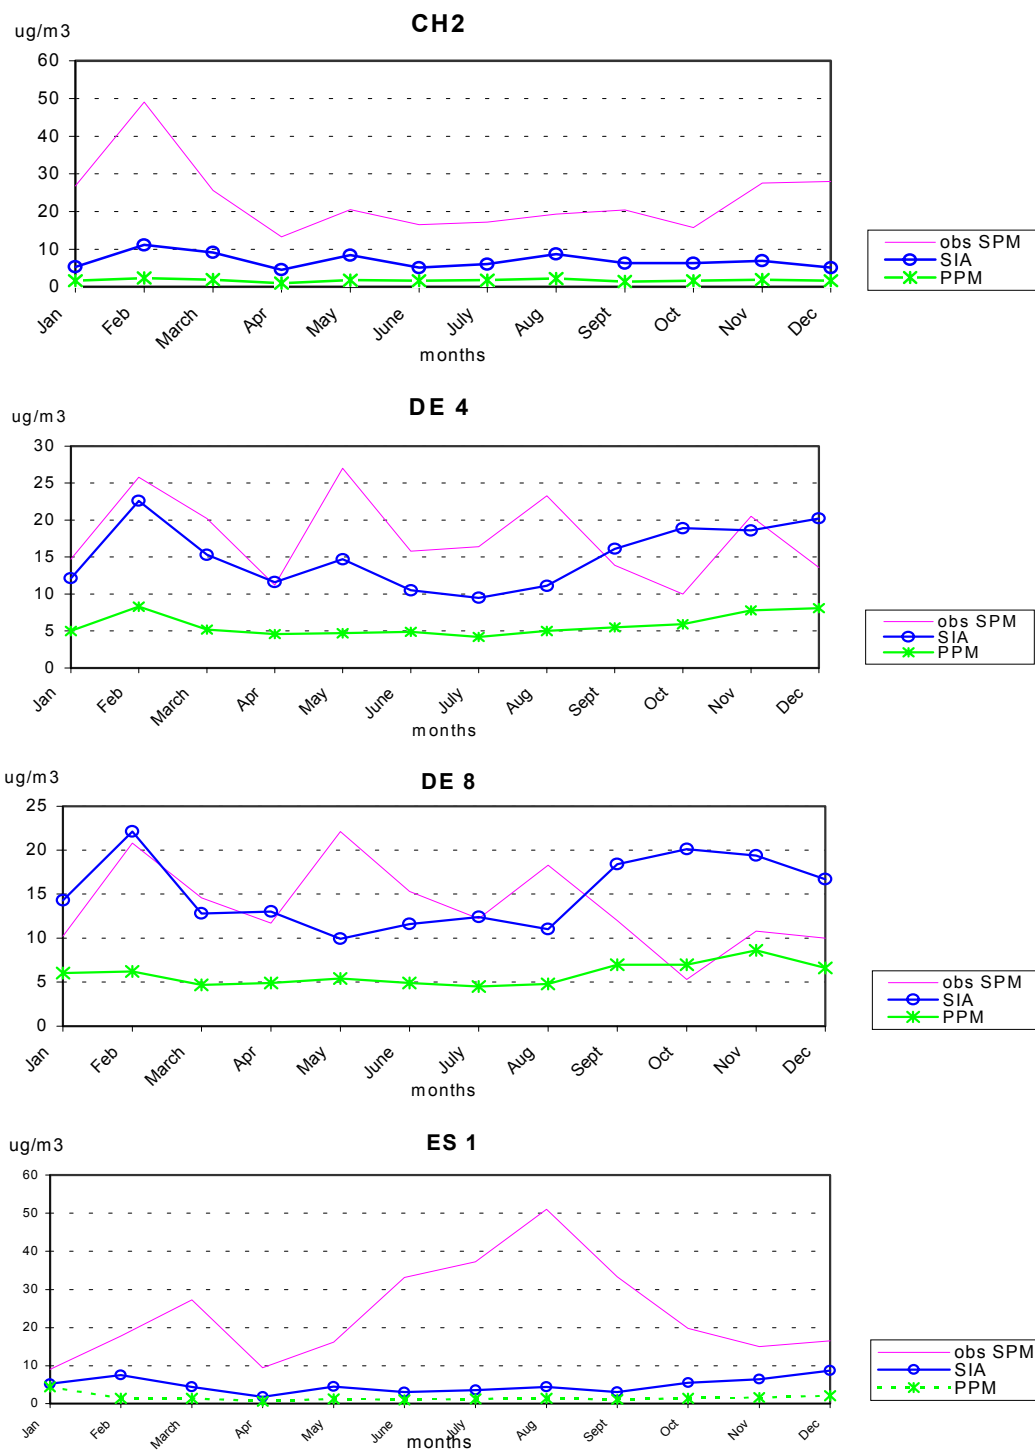 CH2
ug/m3
60
50
40
30
20
10
0
Jan Feb March Apr May June July Aug Sept Oct Nov Dec
months
obs SPM
SIA
PPM
DE 4
ug/m3
30
25
20
15
10
5
0
Jan Feb March Apr May June July Aug Sept Oct Nov Dec
months
obs SPM
SIA
PPM
DE 8
ug/m3
25
20
15
10
5
0
Jan Feb March Apr May June July Aug Sept Oct Nov Dec
months
obs SPM
SIA
PPM
ES 1
ug/m3
60
50
40
30
20
10
0
Jan Feb March Apr May June July Aug Sept Oct Nov Dec
obs SPM
SIA
PPM